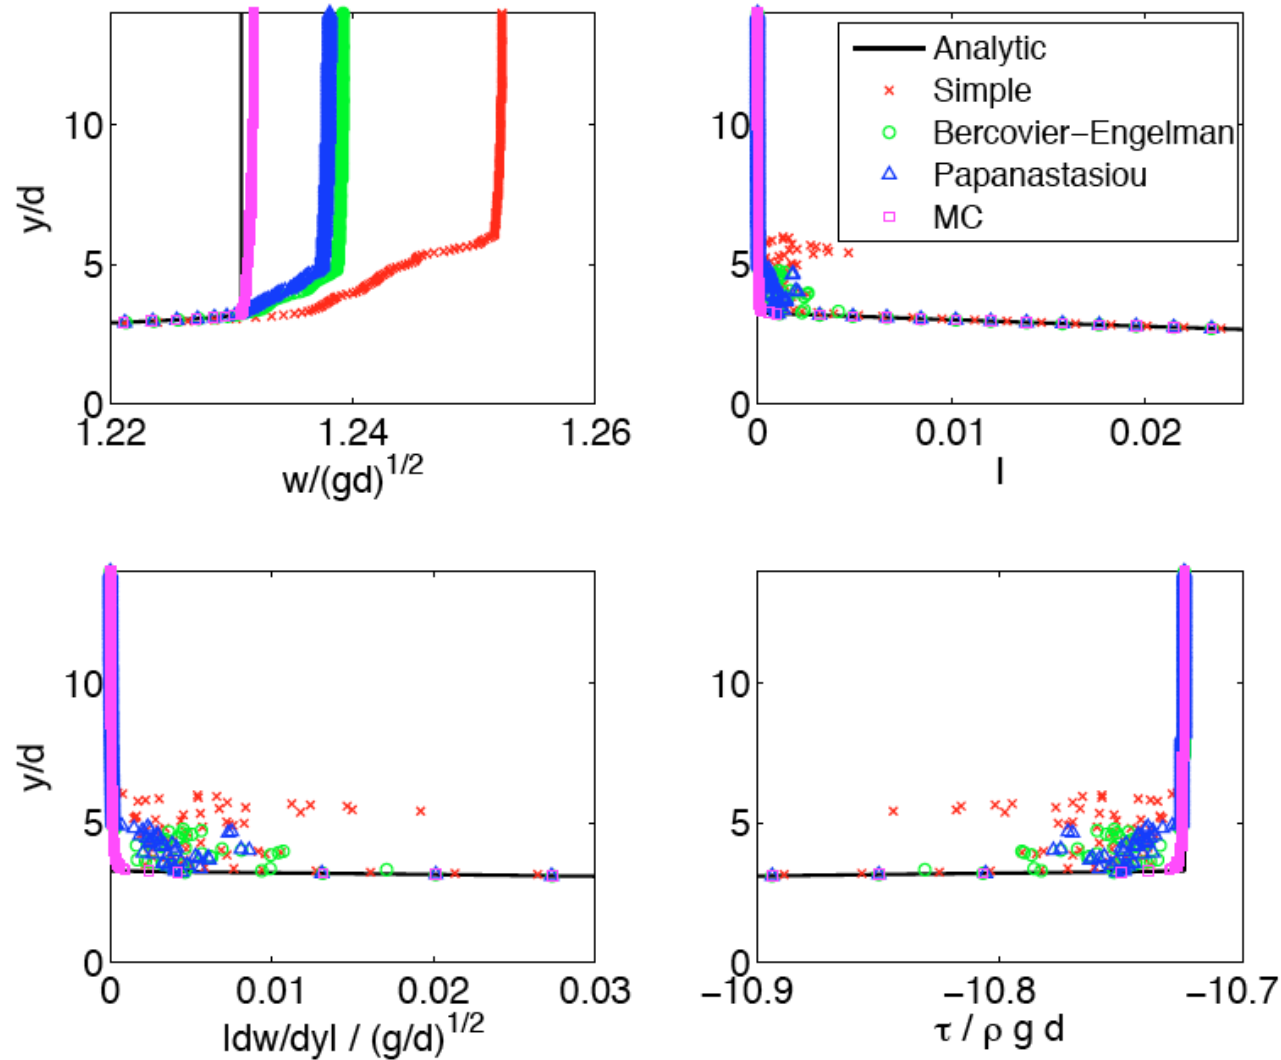 Analytic
Simple
Bercovier−Engelman
Papanastasiou
MC
10
5
0
y/d
1.22
1.24
1.26
w/(gd)^1/2
10
5
0
0
0.01
0.02
I
10
5
0
y/d
0
0.01
0.02
0.03
|dw/dy| / (g/d)^1/2
10
5
0
−10.9
−10.8
−10.7
τ / ρ g d